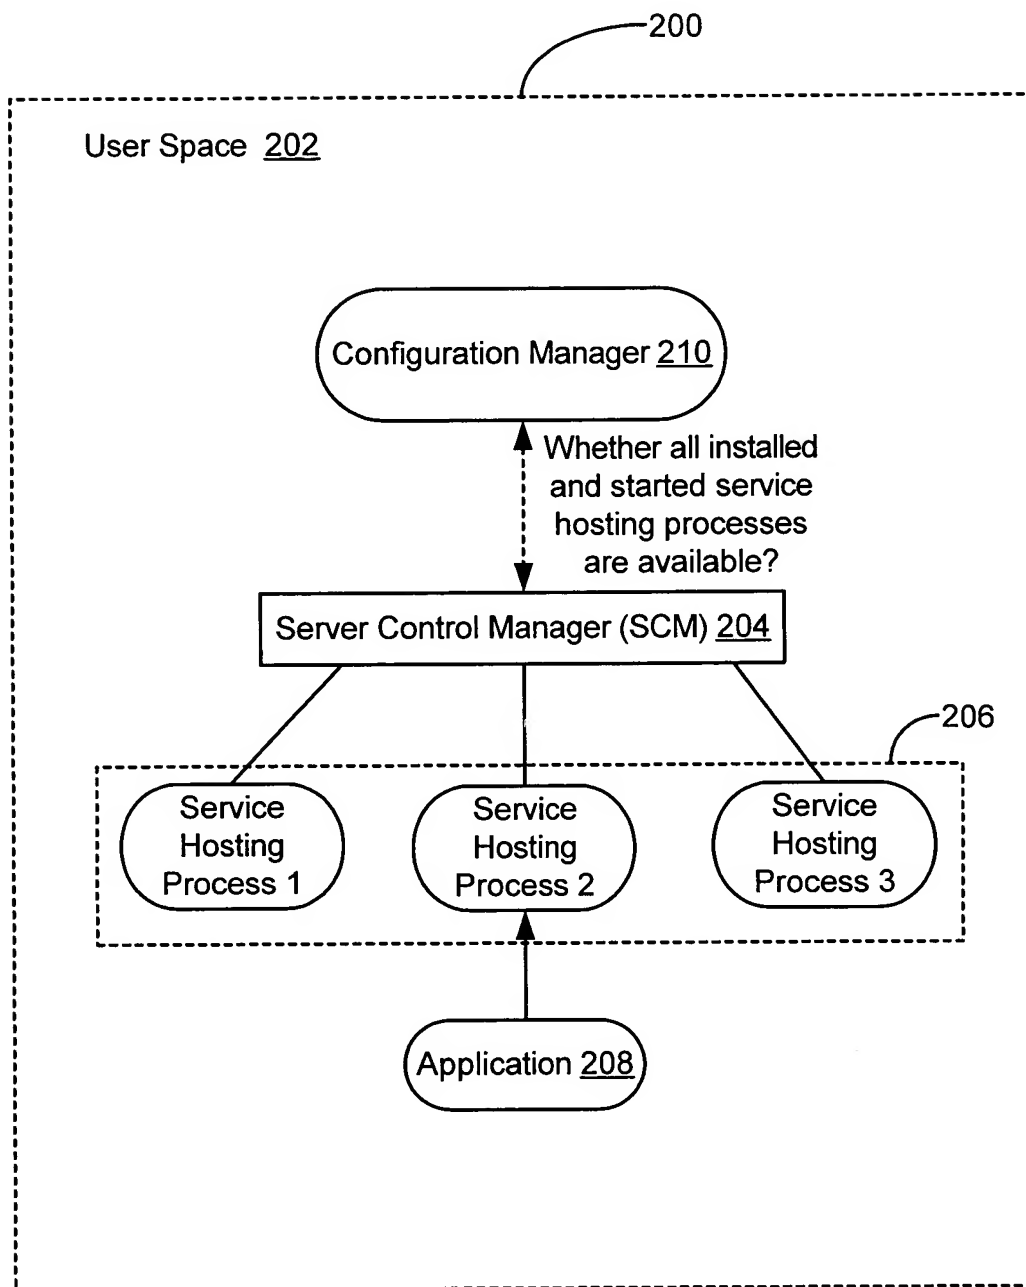 200
User Space 202
Configuration Manager 210
Whether all installed
and started service
hosting processes
are available?
Server Control Manager (SCM) 204
206
Service
Hosting
Process 1
Service
Hosting
Process 2
Service
Hosting
Process 3
Application 208